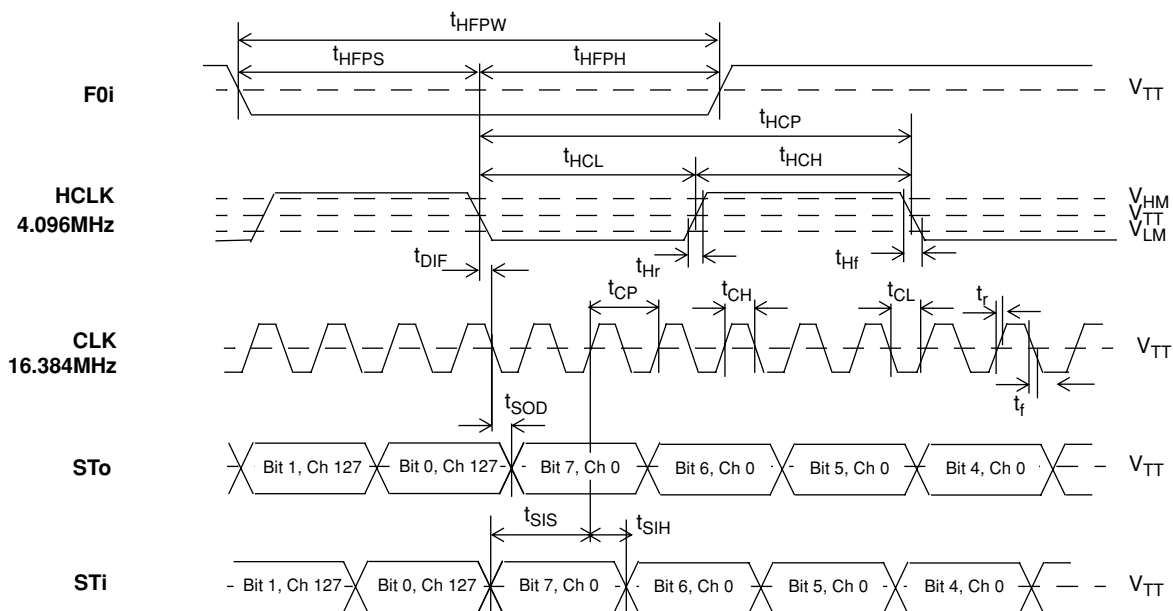 tHFPW
tHFPS tHFPH
F0i VTT
tHCP
tHCL tHCH
HCLK VHM
4.096MHz VTT
VLM
tDIF tHr tHf
tCP tCH tCL tr
CLK
16.384MHz VTT
tf
tSOD
STo Bit 1, Ch 127 Bit 0, Ch 127 Bit 7, Ch 0 Bit 6, Ch 0 Bit 5, Ch 0 Bit 4, Ch 0 VTT
tSIS tSIH
STi Bit 1, Ch 127 Bit 0, Ch 127 Bit 7, Ch 0 Bit 6, Ch 0 Bit 5, Ch 0 Bit 4, Ch 0 VTT